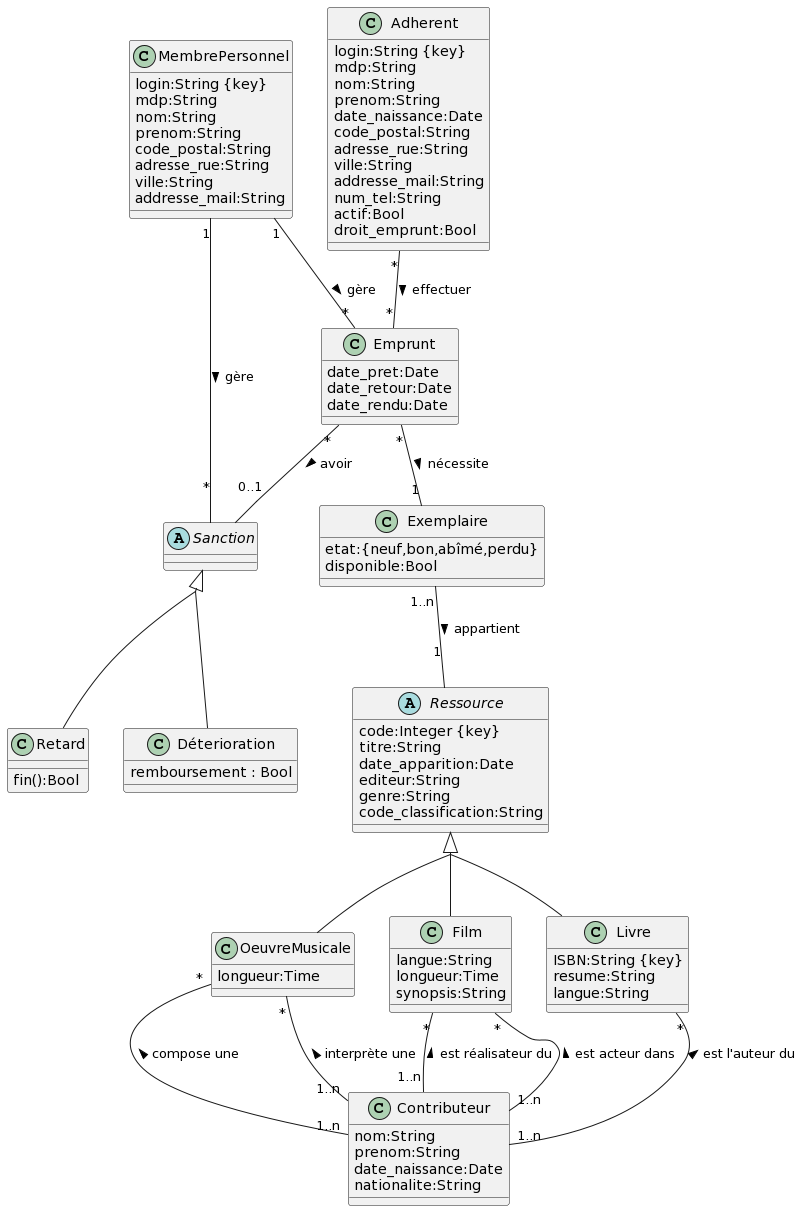 C Adherent
login:String {key}
mdp:String
nom:String
prenom:String
date_naissance:Date
code_postal:String
adresse_rue:String
ville:String
addresse_mail:String
num_tel:String
actif:Bool
droit_emprunt:Bool
C MembrePersonnel
login:String {key}
mdp:String
nom:String
prenom:String
code_postal:String
adresse_rue:String
ville:String
addresse_mail:String
1
1
*
gère
*
effectuer
*
C Emprunt
date_pret:Date
date_retour:Date
date_rendu:Date
gère
*
*
*
avoir
0..1
nécessite
1
A Sanction
C Exemplaire
etat:{neuf,bon,abîmé,perdu}
disponible:Bool
1..n
appartient
1
C Retard
fin():Bool
C Déterioration
remboursement : Bool
A Ressource
code:Integer {key}
titre:String
date_apparition:Date
editeur:String
genre:String
code_classification:String
C OeuvreMusicale
longueur:Time
C Film
langue:String
longueur:Time
synopsis:String
C Livre
ISBN:String {key}
resume:String
langue:String
*
*
*
*
*
compose une
interprète une
est réalisateur du
est acteur dans
est l'auteur du
1..n
1..n
1..n
1..n
1..n
C Contributeur
nom:String
prenom:String
date_naissance:Date
nationalite:String